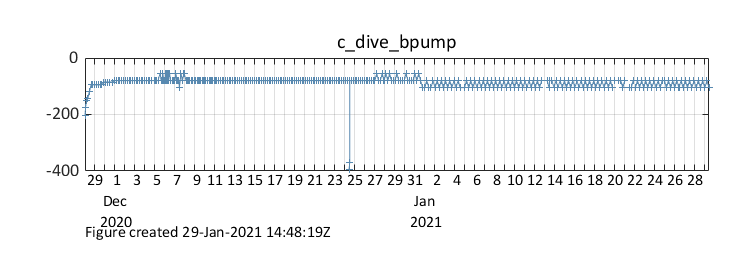 c_dive_bpump
0
-200
-400
29 1 3 5 7 9 11 13 15 17 19 21 23 25 27 29 31 2 4 6 8 10 12 14 16 18 20 22 24 26 28
Dec Jan
2020 2021
Figure created 29-Jan-2021 14:48:19Z